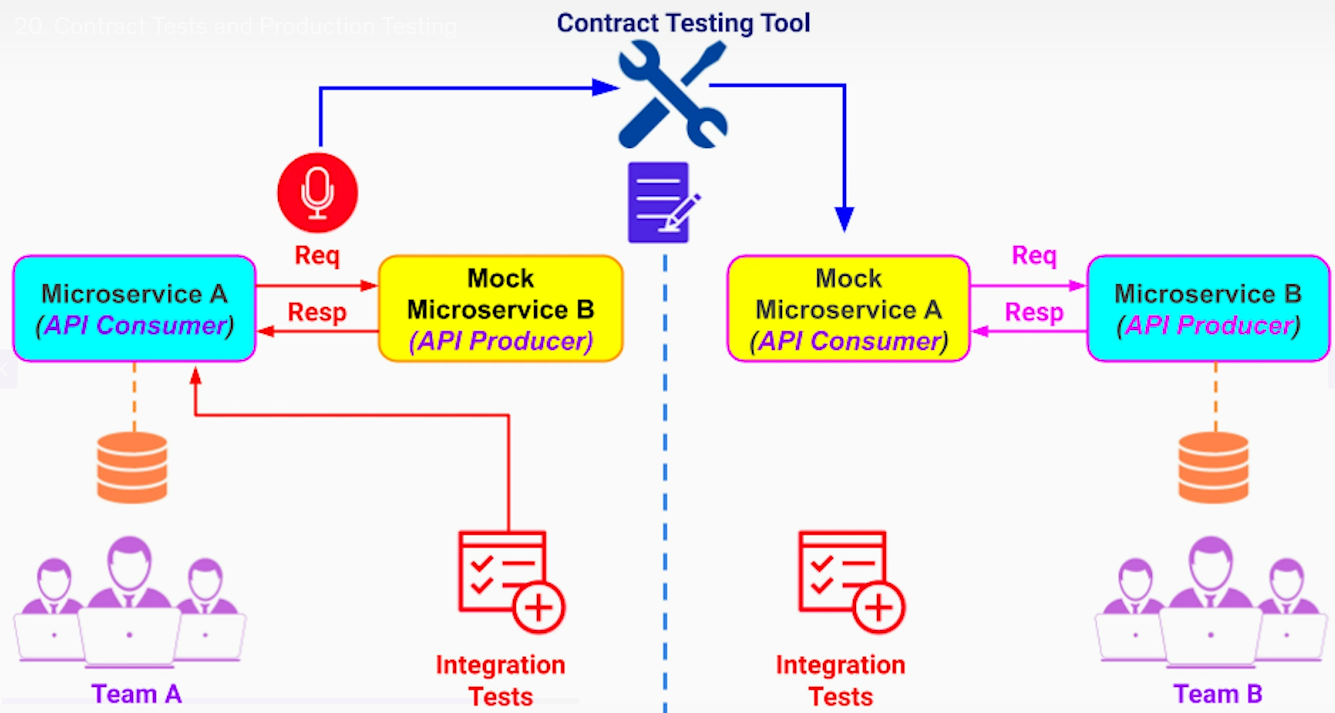 20. Contract Tests and Production Testing
Contract Testing Tool
Req
Resp
Microservice A
(API Consumer)
Mock
Microservice B
(API Producer)
Mock
Microservice A
(API Consumer)
Req
Resp
Microservice B
(API Producer)
Integration
Tests
Integration
Tests
Team A
Team B